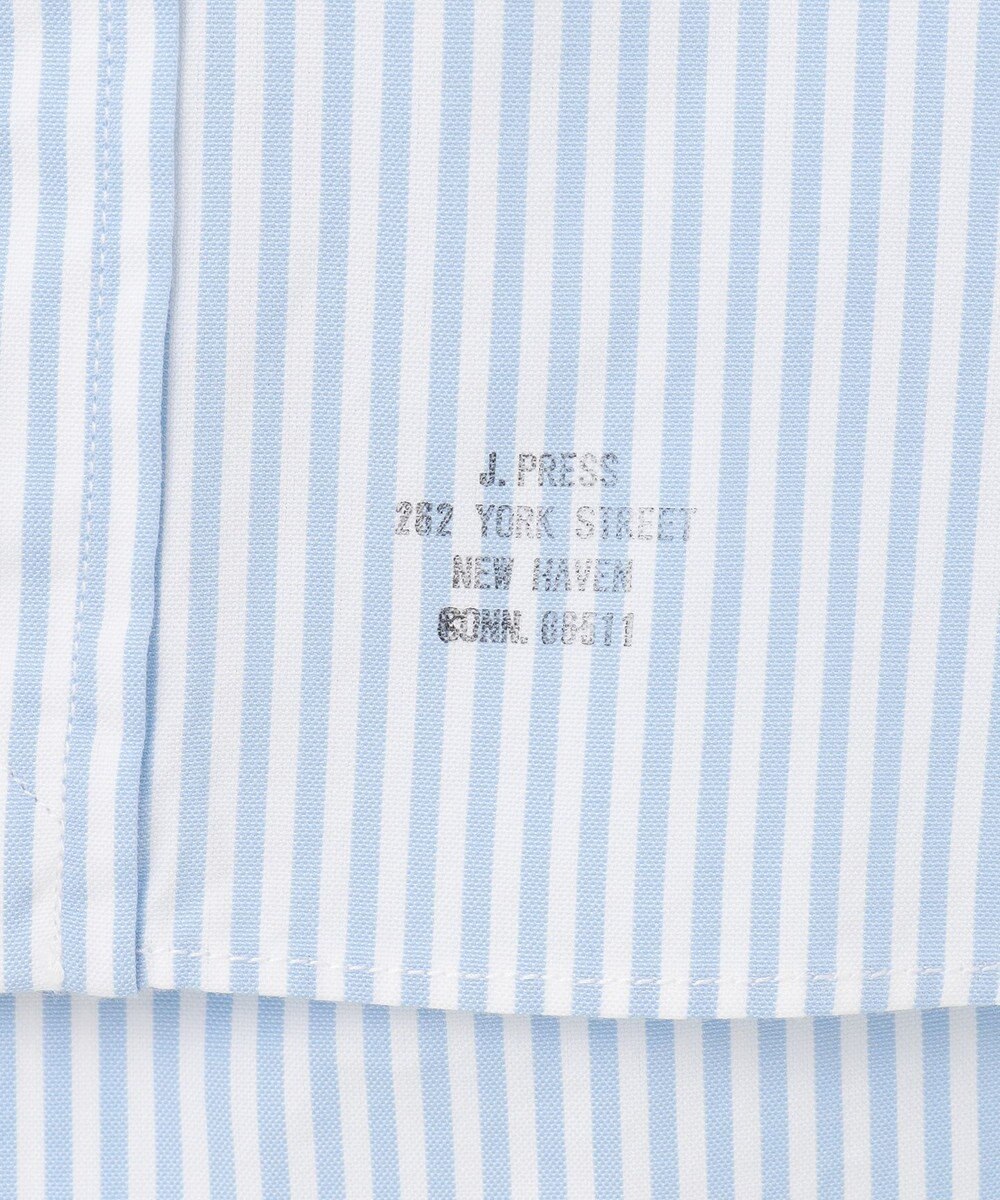 J. PRESS
262 YORK STREET
NEW HAVEN
CONN. 06511